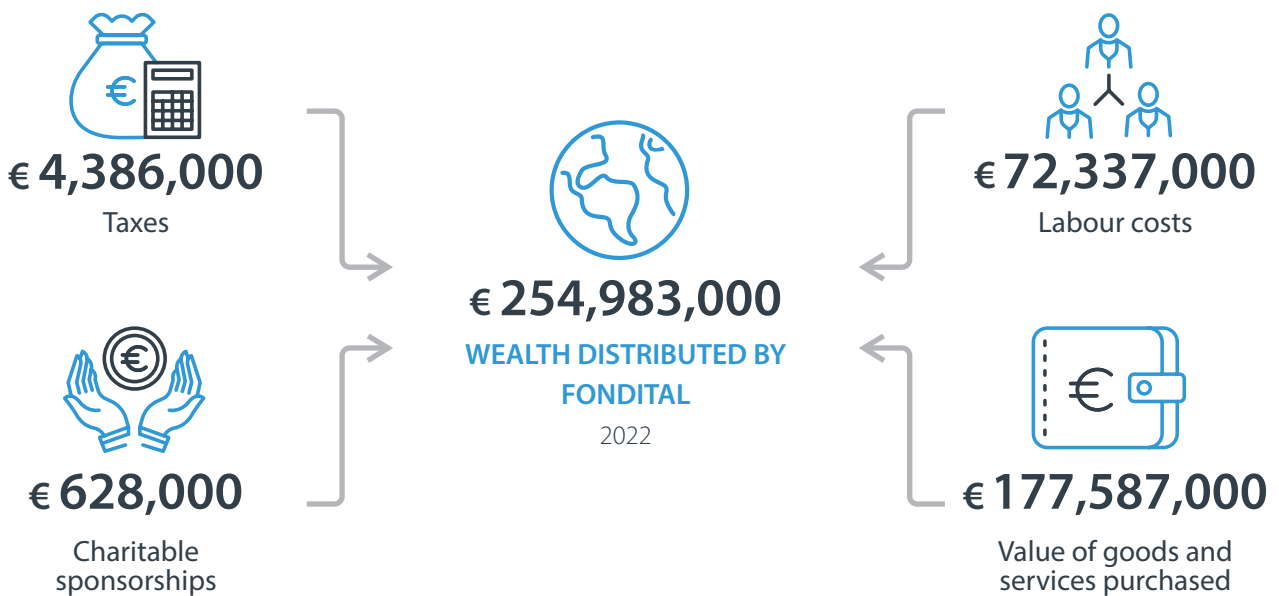 € 4,386,000
Taxes
€ 628,000
Charitable
sponsorships
€ 254,983,000
WEALTH DISTRIBUTED BY
FONDITAL
2022
€ 72,337,000
Labour costs
€ 177,587,000
Value of goods and
services purchased